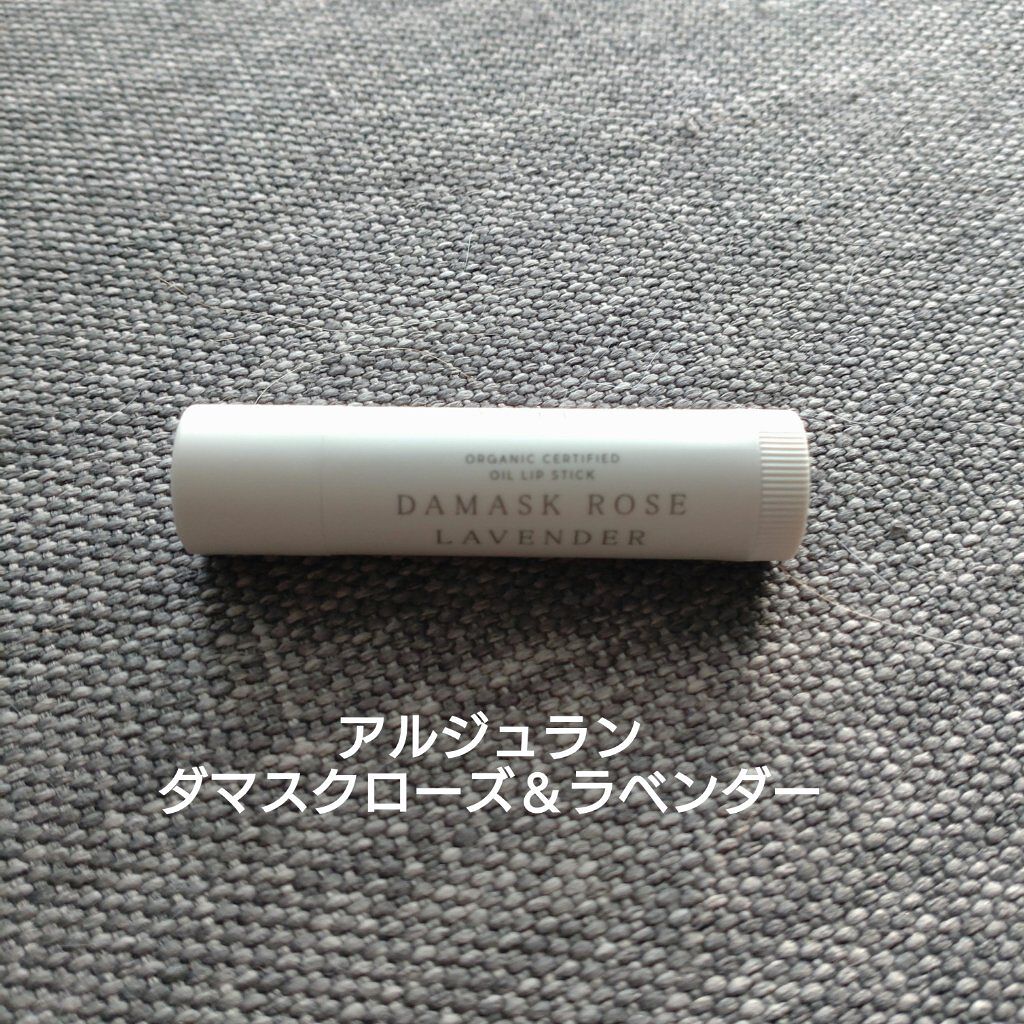 ORGANIC CERTIFIED
OIL LIP STICK
DAMASK ROSE
LAVENDER
アルジュラン
ダマスクローズ＆ラベンダー